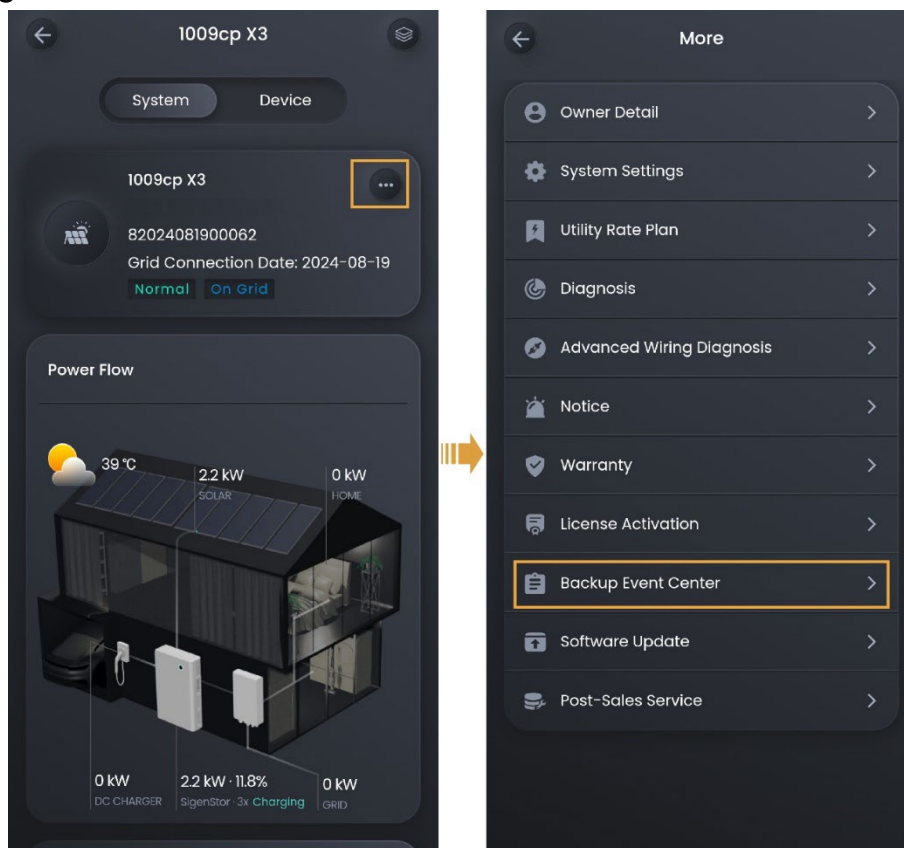 1009cp X3
System
Device
1009cp X3
82024081900062
Grid Connection Date: 2024-08-19
Normal
On Grid
Power Flow
39 ℃
2.2 kW
SOLAR
0 kW
HOME
0 kW
DC CHARGER
2.2 kW · 11.8%
SigenStor · 3x Charging
0 kW
GRID
More
Owner Detail
System Settings
Utility Rate Plan
Diagnosis
Advanced Wiring Diagnosis
Notice
Warranty
License Activation
Backup Event Center
Software Update
Post-Sales Service